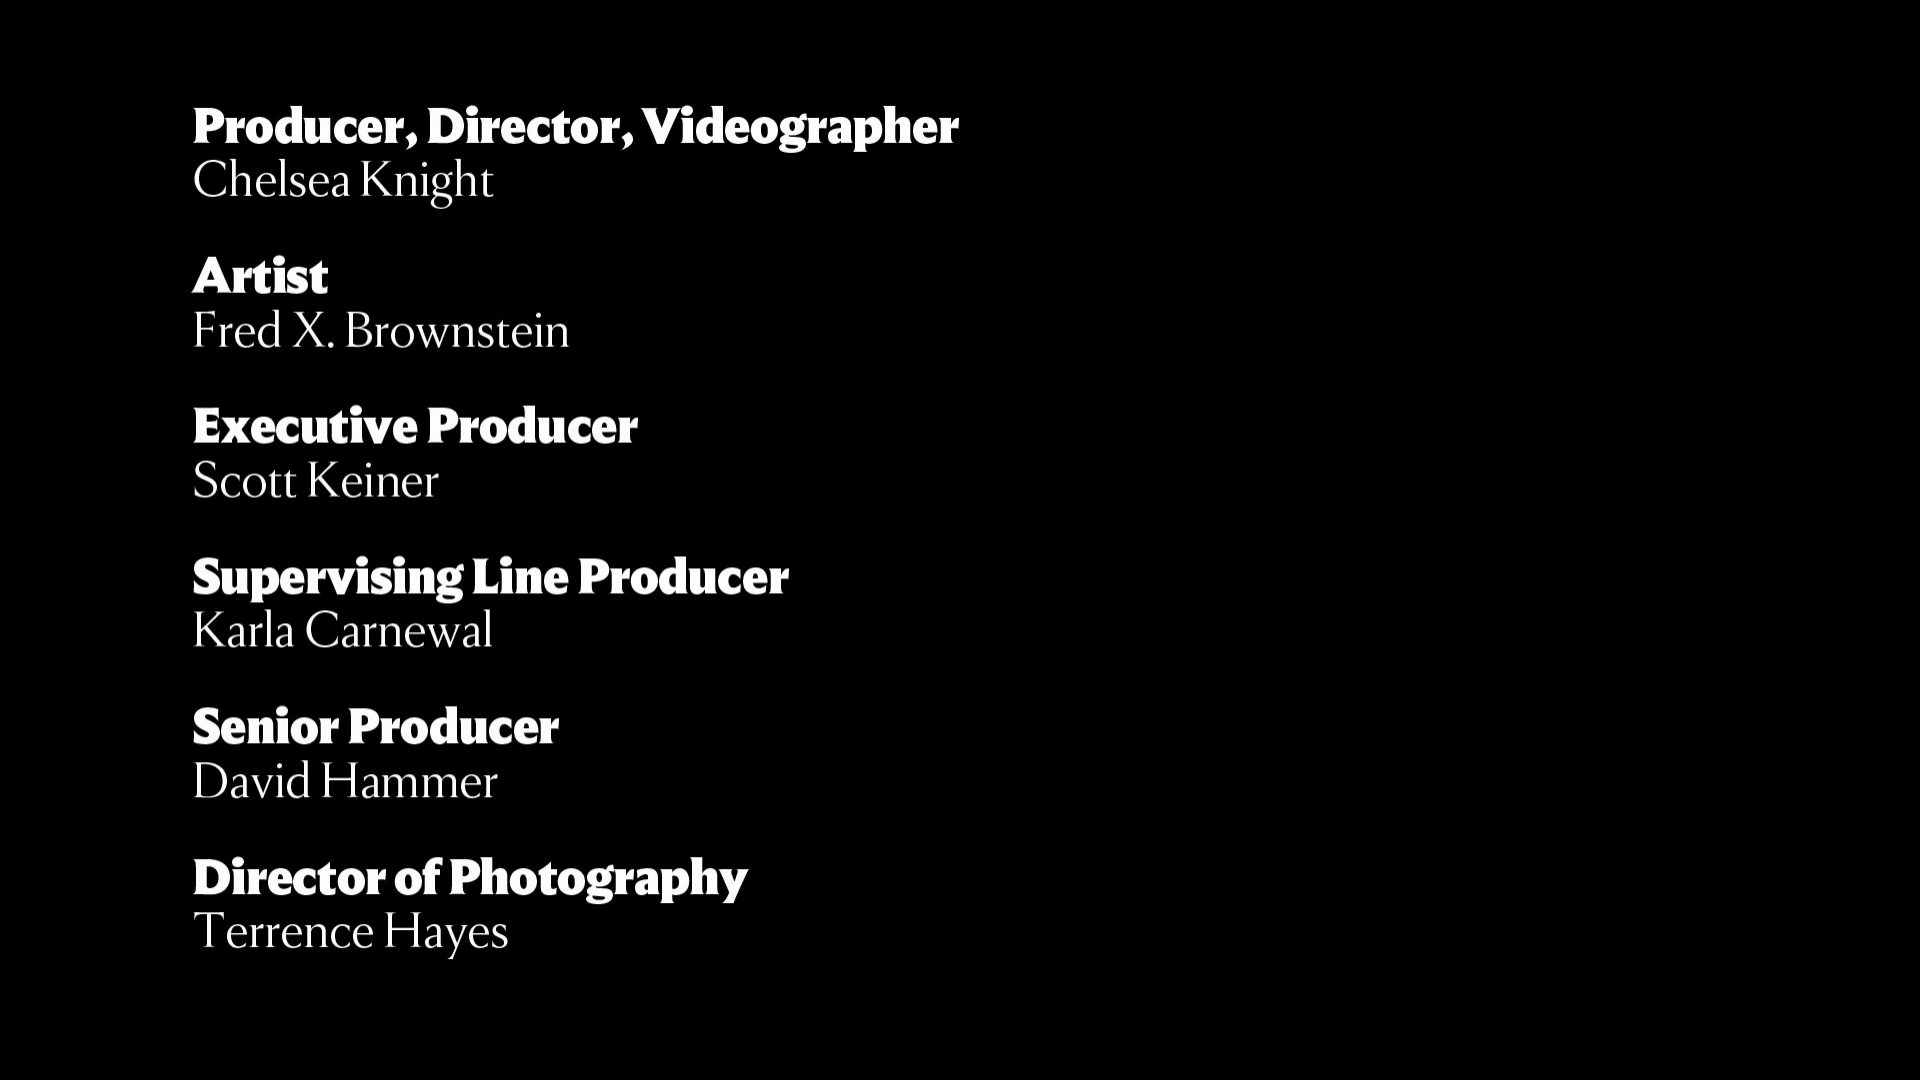 Producer, Director, Videographer
Chelsea Knight
Artist
Fred X. Brownstein
Executive Producer
Scott Keiner
Supervising Line Producer
Karla Carnewal
Senior Producer
David Hammer
Director of Photography
Terrence Hayes